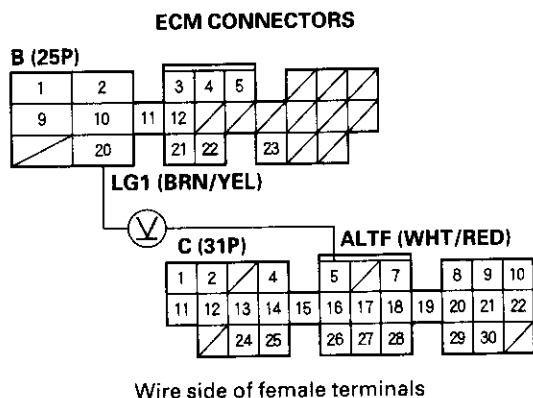 ECM CONNECTORS
B (25P)
1 2 3 4 5
9 10 11 12
20 21 22 23
LG1 (BRN/YEL)
V
C (31P) ALTF (WHT/RED)
1 2 4 5 7 8 9 10
11 12 13 14 15 16 17 18 19 20 21 22
24 25 26 27 28 29 30
Wire side of female terminals